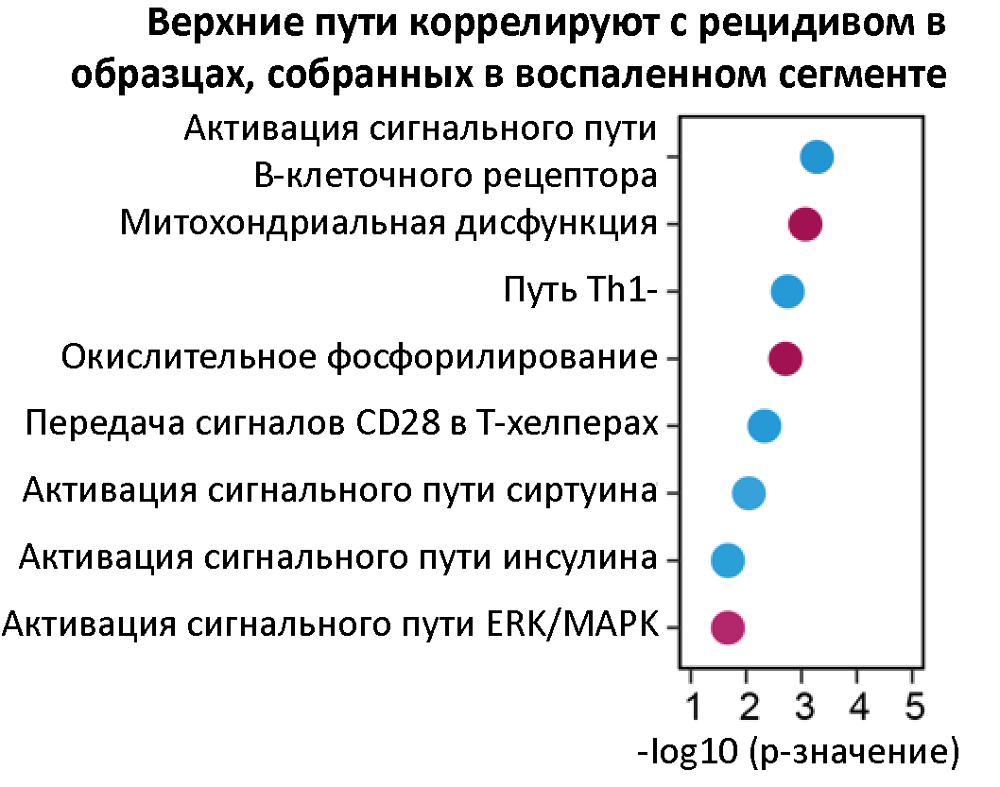 Верхние пути коррелируют с рецидивом в
образцах, собранных в воспаленном сегменте
Активация сигнального пути
В-клеточного рецептора
Митохондриальная дисфункция
Путь Th1-
Окислительное фосфорилирование
Передача сигналов CD28 в Т-хелперах
Активация сигнального пути сиртуина
Активация сигнального пути инсулина
Активация сигнального пути ERK/MAPK
1 2 3 4 5
-log10 (р-значение)